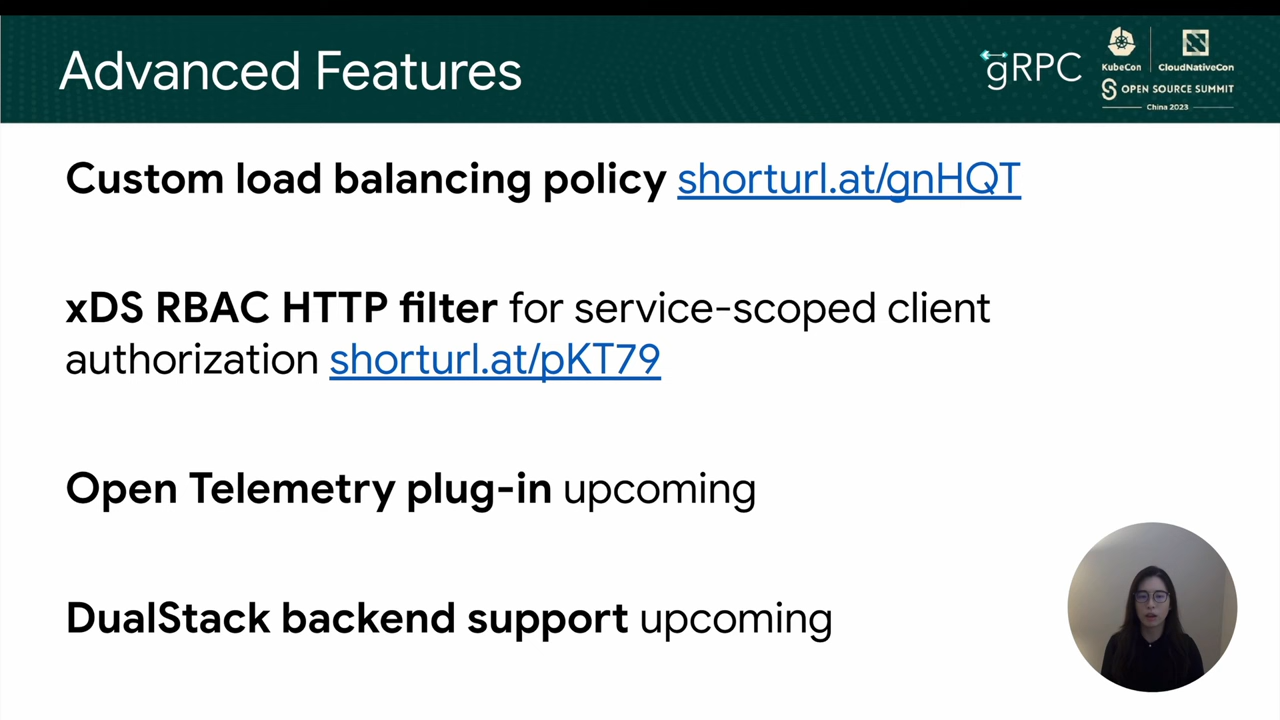 Advanced Features
gRPC
KubeCon
CloudNativeCon
OPEN SOURCE SUMMIT
China 2023
Custom load balancing policy shorturl.at/gnHQT
xDS RBAC HTTP filter for service-scoped client
authorization shorturl.at/pKT79
Open Telemetry plug-in upcoming
DualStack backend support upcoming